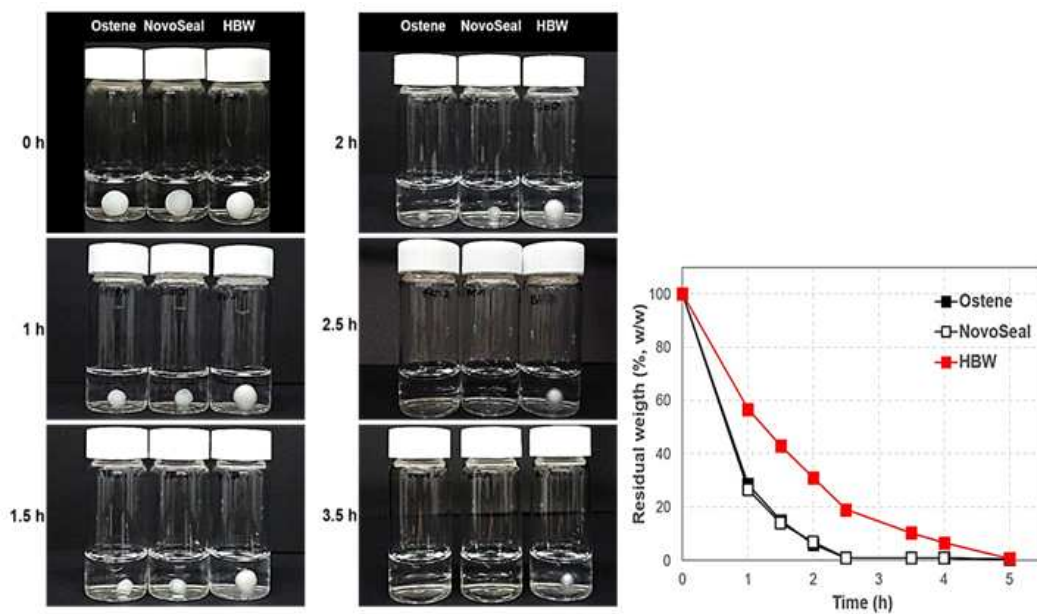 Ostene NovoSeal HBW
0 h
1 h
1.5 h
Ostene NovoSeal HBW
2 h
2.5 h
3.5 h
Ostene
NovoSeal
HBW
Residual weigth (%, w/w)
100
80
60
40
20
0
0 1 2 3 4 5
Time (h)